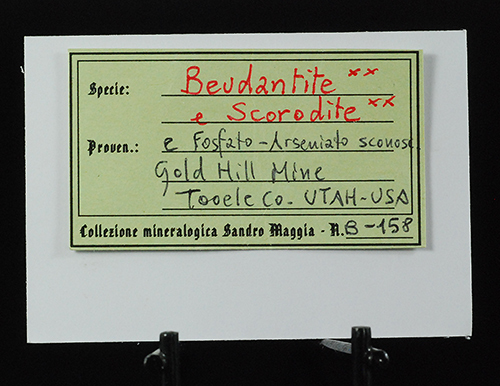 Specie: Beudantite xx
e Scorodite xx
Proven.: e Fosfato-Arseniato sconosc.
Gold Hill Mine
Tooele Co. UTAH-USA
Collezione mineralogica Sandro Maggia - N. B-158